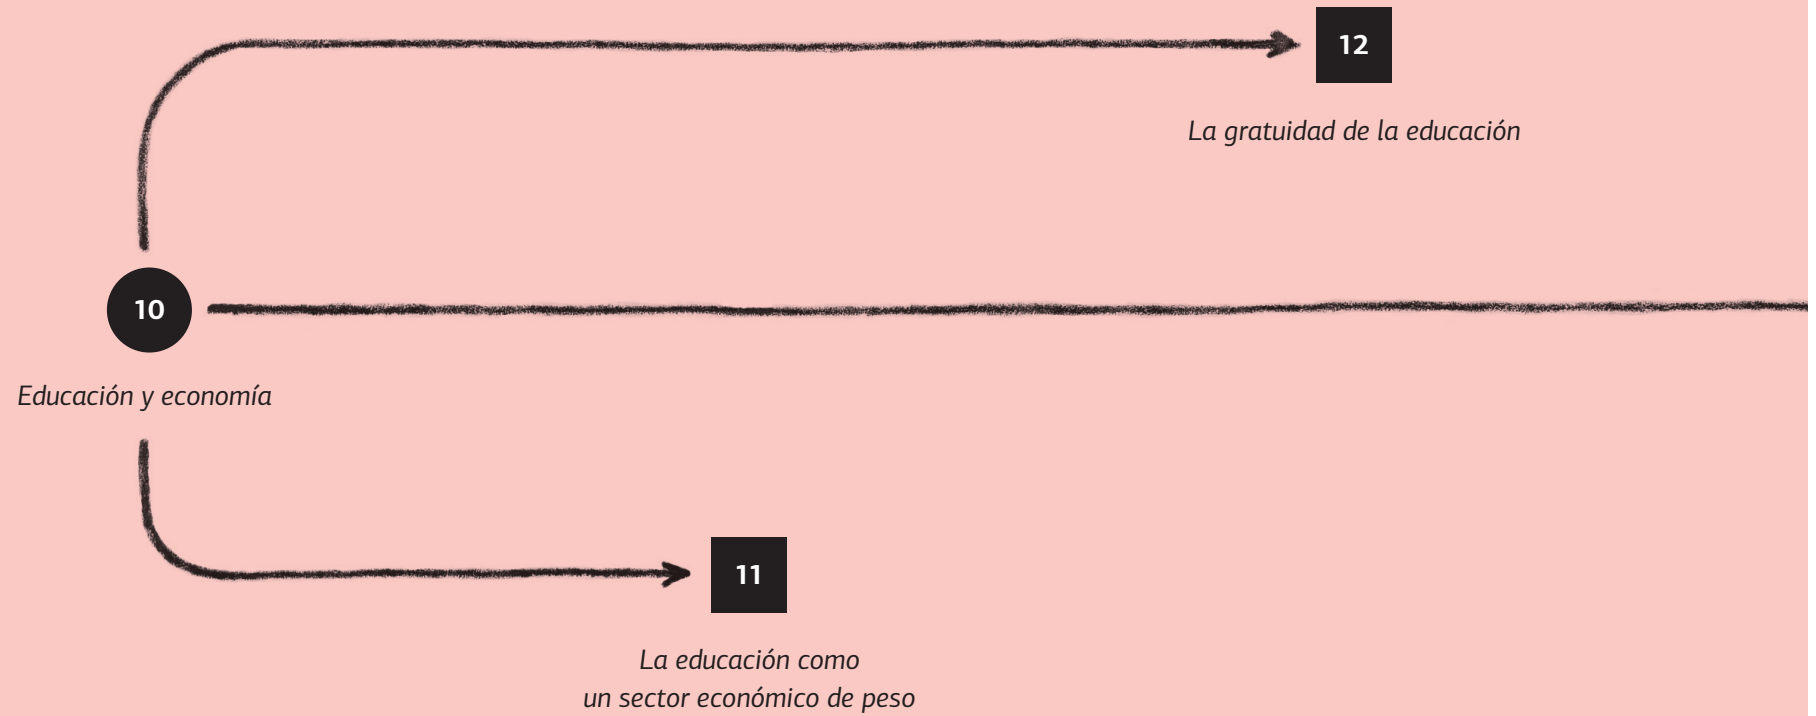 12
La gratuidad de la educación
10
Educación y economía
11
La educación como
un sector económico de peso